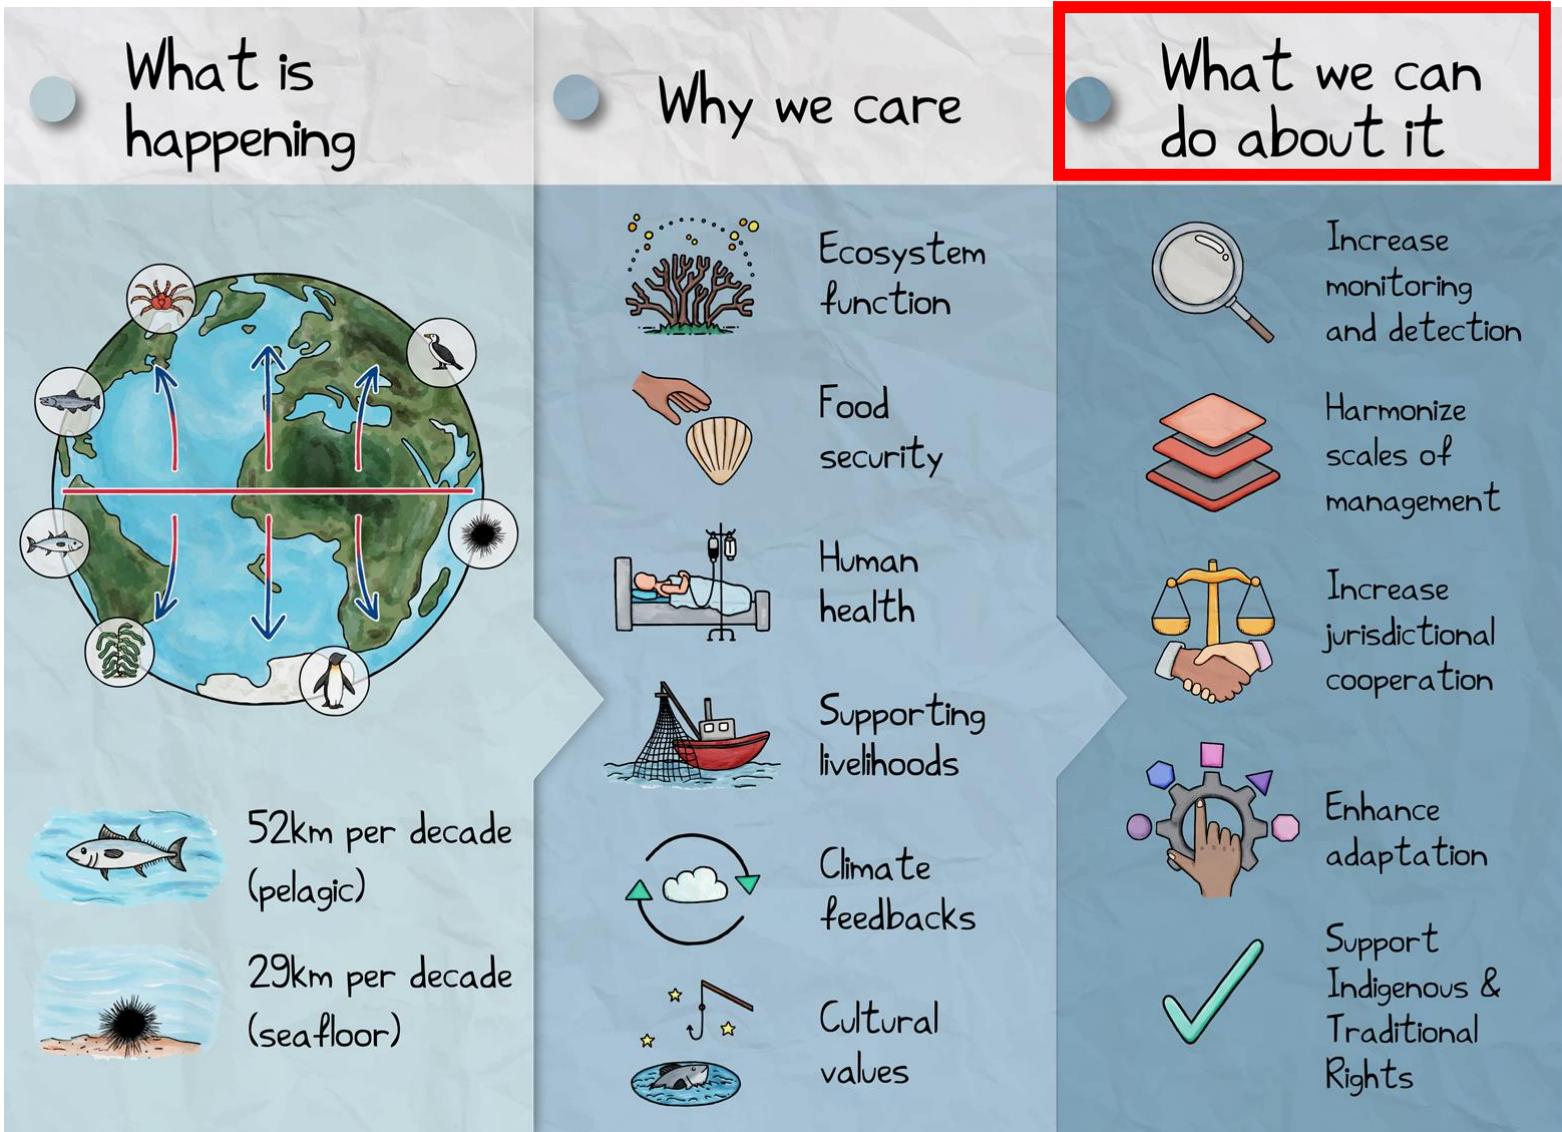 What is
happening
52km per decade
(pelagic)
29km per decade
(seafloor)
Why we care
Ecosystem
function
Food
security
Human
health
Supporting
livelihoods
Climate
feedbacks
Cultural
values
What we can
do about it
Increase
monitoring
and detection
Harmonize
scales of
management
Increase
jurisdictional
cooperation
Enhance
adaptation
Support
Indigenous &
Traditional
Rights